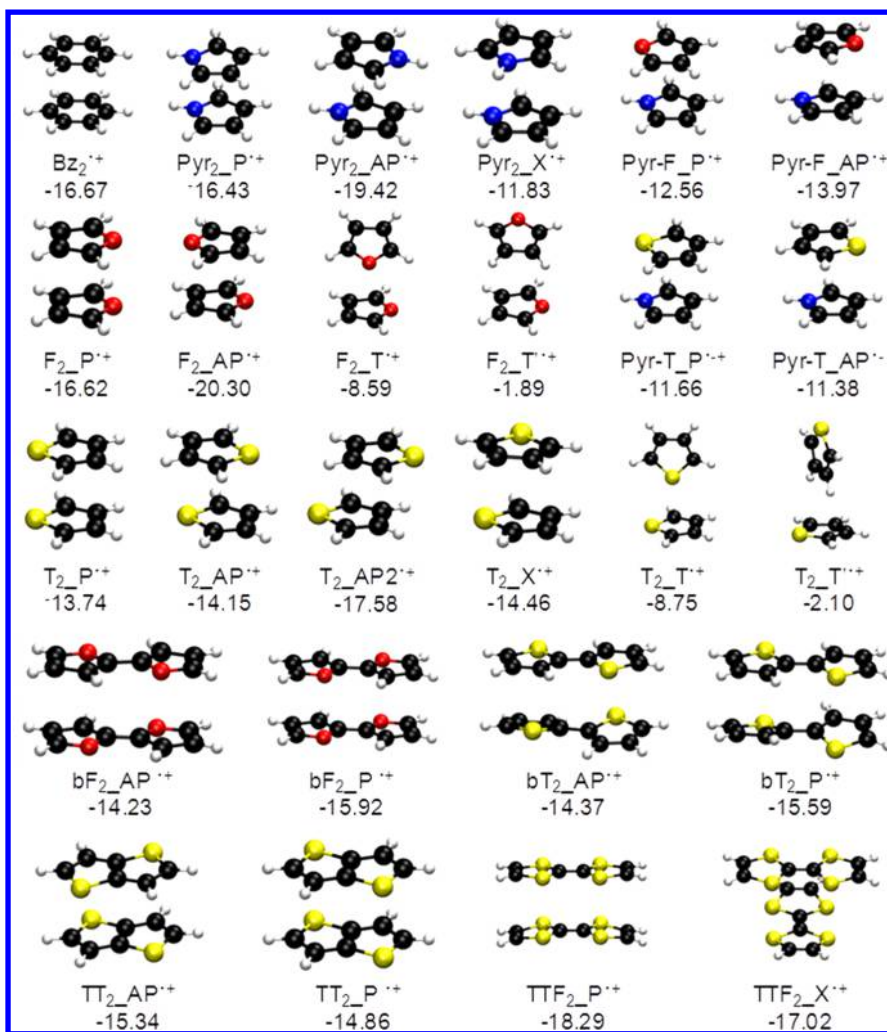 Bz₂·⁺ Pyr₂_P·⁺ Pyr₂_AP·⁺ Pyr₂_X·⁺ Pyr-F_P·⁺ Pyr-F_AP·⁺
-16.67 -16.43 -19.42 -11.83 -12.56 -13.97
F₂_P·⁺ F₂_AP·⁺ F₂_T·⁺ F₂_T'·⁺ Pyr-T_P·⁺ Pyr-T_AP·
-16.62 -20.30 -8.59 -1.89 -11.66 -11.38
T₂_P·⁺ T₂_AP·⁺ T₂_AP2·⁺ T₂_X·⁺ T₂_T·⁺ T₂_T'·⁺
-13.74 -14.15 -17.58 -14.46 -8.75 -2.10
bF₂_AP·⁺ bF₂_P·⁺ bT₂_AP·⁺ bT₂_P·⁺
-14.23 -15.92 -14.37 -15.59
TT₂_AP·⁺ TT₂_P·⁺ TTF₂_P·⁺ TTF₂_X·⁺
-15.34 -14.86 -18.29 -17.02